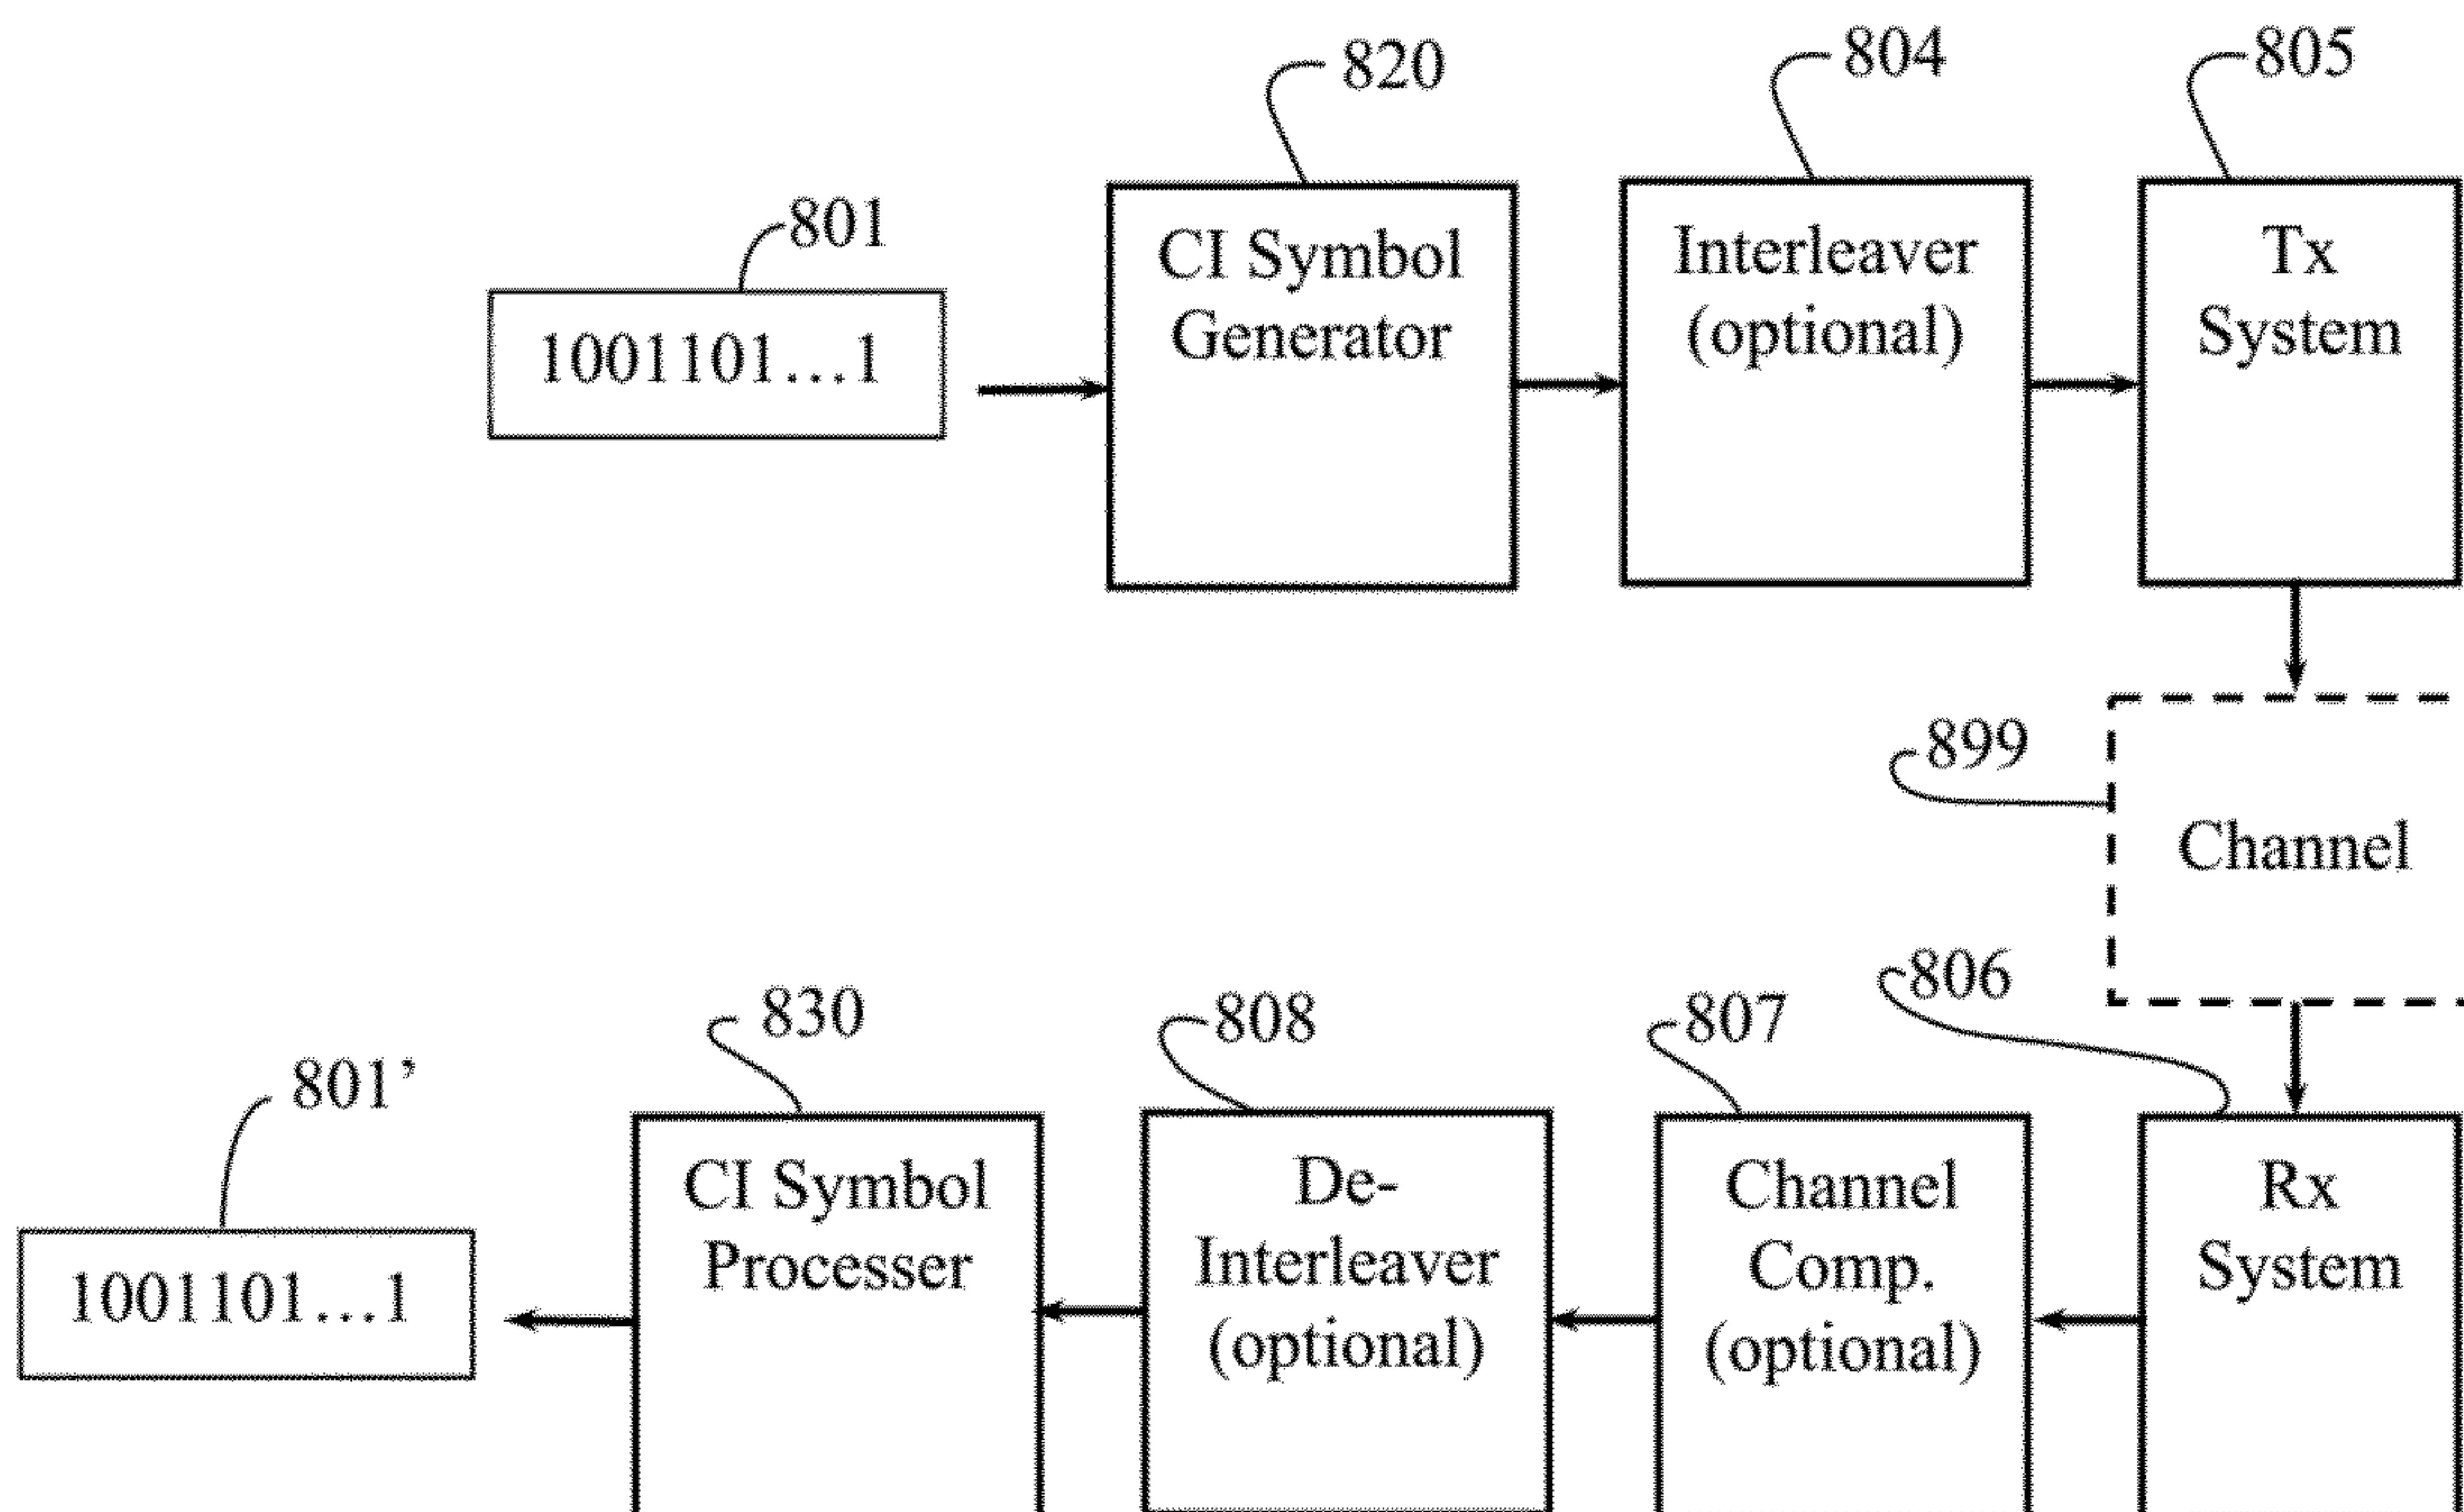 820
804
805
801
CI Symbol
Generator
Interleaver
(optional)
Tx
System
1001101...1
899
Channel
806
830
808
807
801’
CI Symbol
Processer
De-
Interleaver
(optional)
Channel
Comp.
(optional)
Rx
System
1001101...1